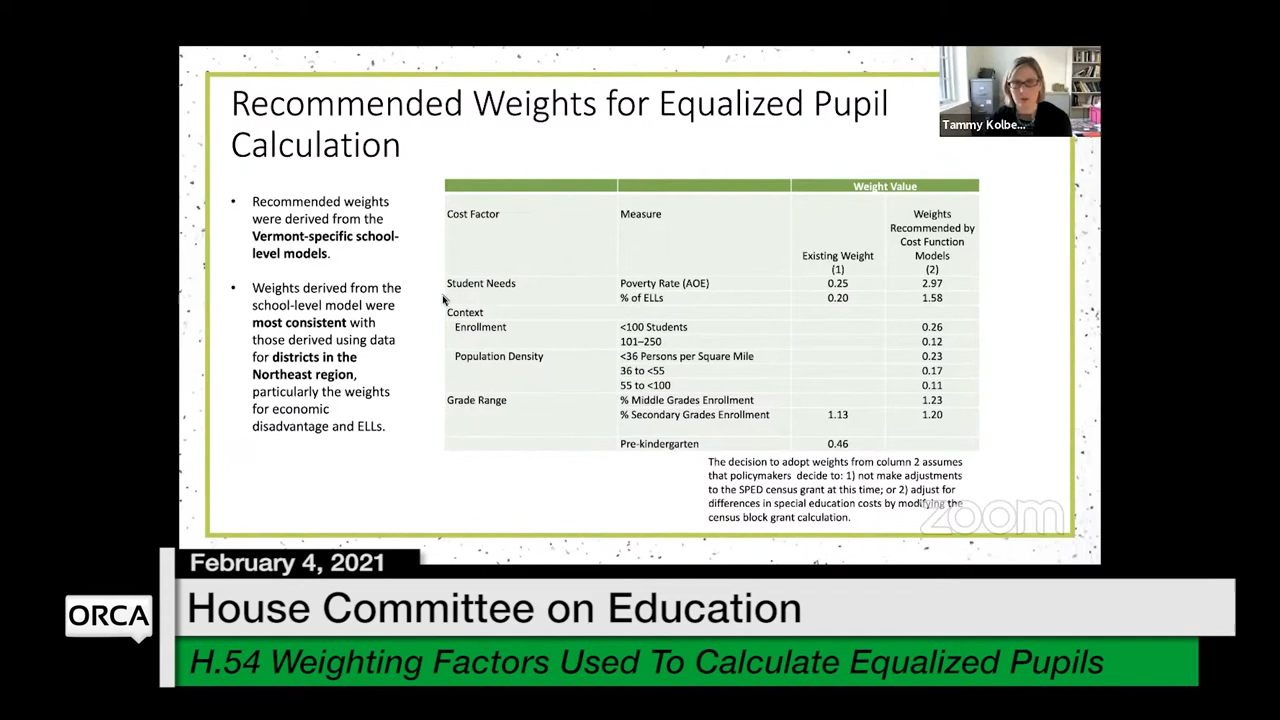 Recommended Weights for Equalized Pupil
Calculation
Tammy Kolbe...
• Recommended weights
were derived from the
Vermont-specific school-
level models.
• Weights derived from the
school-level model were
most consistent with
those derived using data
for districts in the
Northeast region,
particularly the weights
for economic
disadvantage and ELLs.
Weight Value
Cost Factor Measure Existing Weight (1) Weights Recommended by Cost Function Models (2)
Student Needs Poverty Rate (AOE) 0.25 2.97
% of ELLs 0.20 1.58
Context
Enrollment <100 Students 0.26
101–250 0.12
Population Density <36 Persons per Square Mile 0.23
36 to <55 0.17
55 to <100 0.11
Grade Range % Middle Grades Enrollment 1.23
% Secondary Grades Enrollment 1.13 1.20
Pre-kindergarten 0.46
The decision to adopt weights from column 2 assumes
that policymakers decide to: 1) not make adjustments
to the SPED census grant at this time; or 2) adjust for
differences in special education costs by modifying the
census block grant calculation.
zoom
February 4, 2021
ORCA
House Committee on Education
H.54 Weighting Factors Used To Calculate Equalized Pupils